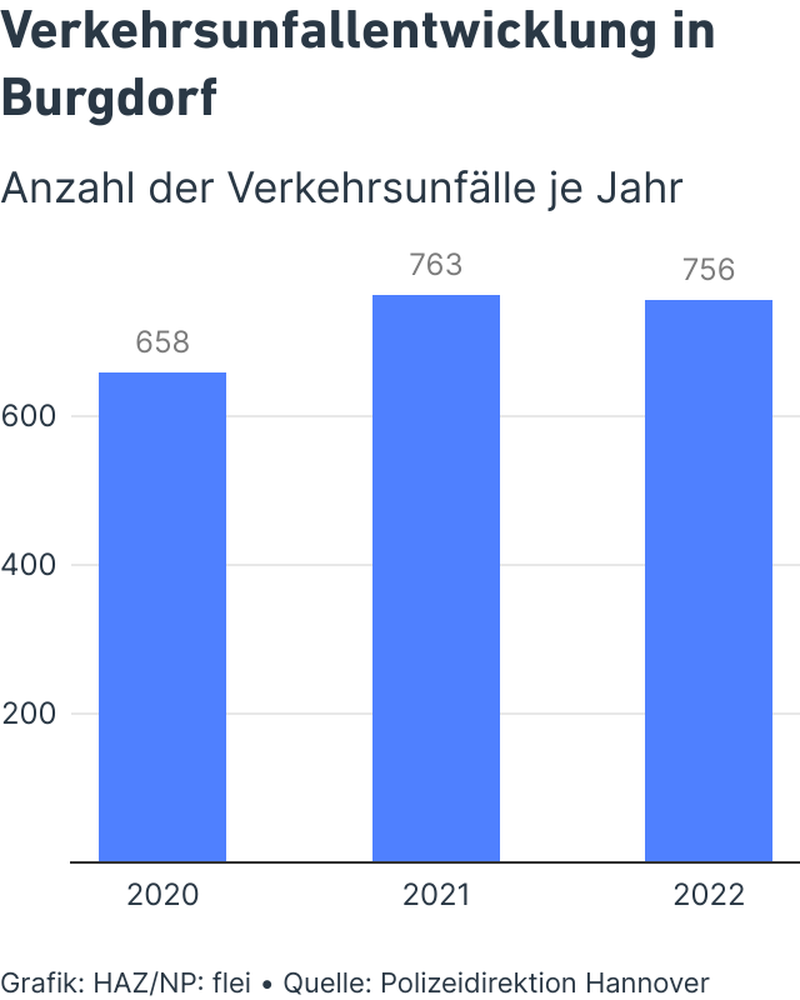 Verkehrsunfallentwicklung in
Burgdorf
Anzahl der Verkehrsunfälle je Jahr
763
756
658
600
400
200
2020 2021 2022
Grafik: HAZ/NP: flei • Quelle: Polizeidirektion Hannover